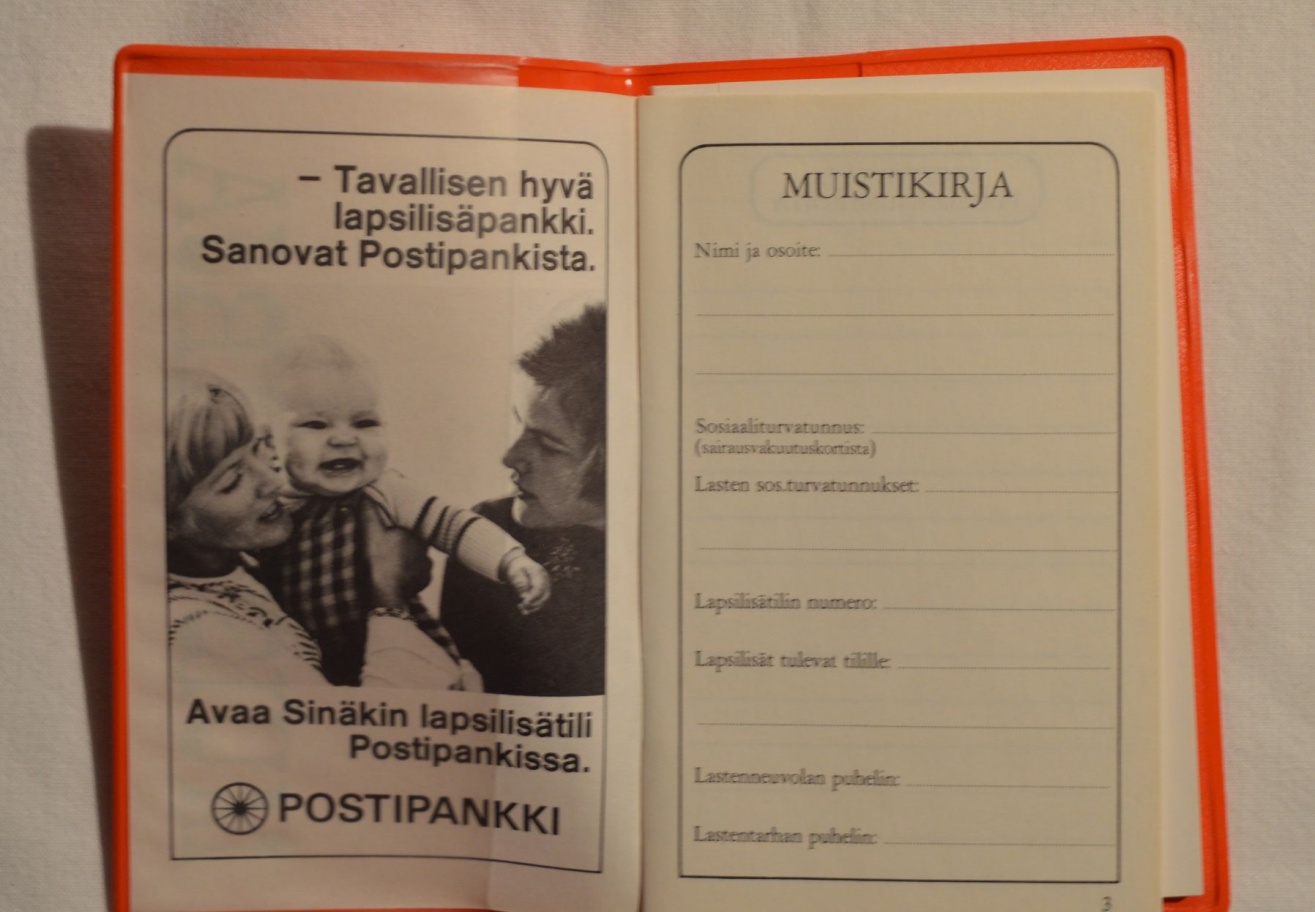 – Tavallisen hyvä
lapsilisäpankki.
Sanovat Postipankista.
Avaa Sinäkin lapsilisätili
Postipankissa.
POSTIPANKKI
MUISTIKIRJA
Nimi ja osoite:
Sosiaaliturvatunnus:
(sairausvakuutuskortista)
Lasten sos.turvatunnukset:
Lapsilisätilin numero:
Lapsilisät tulevat tilille:
Lastenneuvolan puhelin:
Lastentarhan puhelin:
3